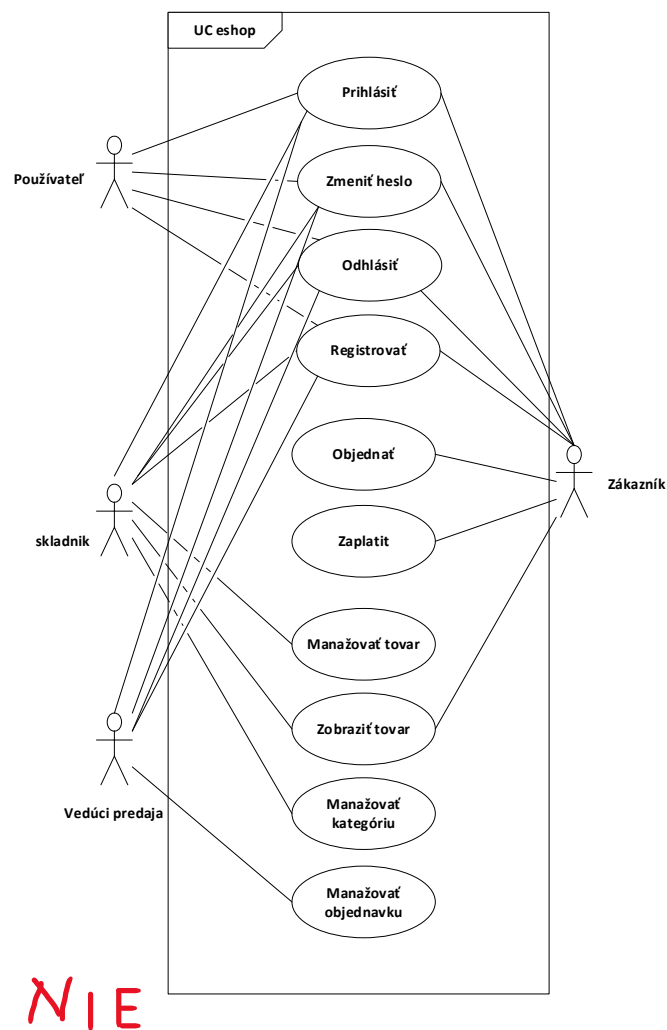 UC eshop
Prihlásiť
Používateľ
Zmeniť heslo
Odhlásiť
Registrovať
Objednať
Zákazník
skladnik
Zaplatit
Manažovať tovar
Zobraziť tovar
Vedúci predaja
Manažovať
kategóriu
Manažovať
objednavku
NIE